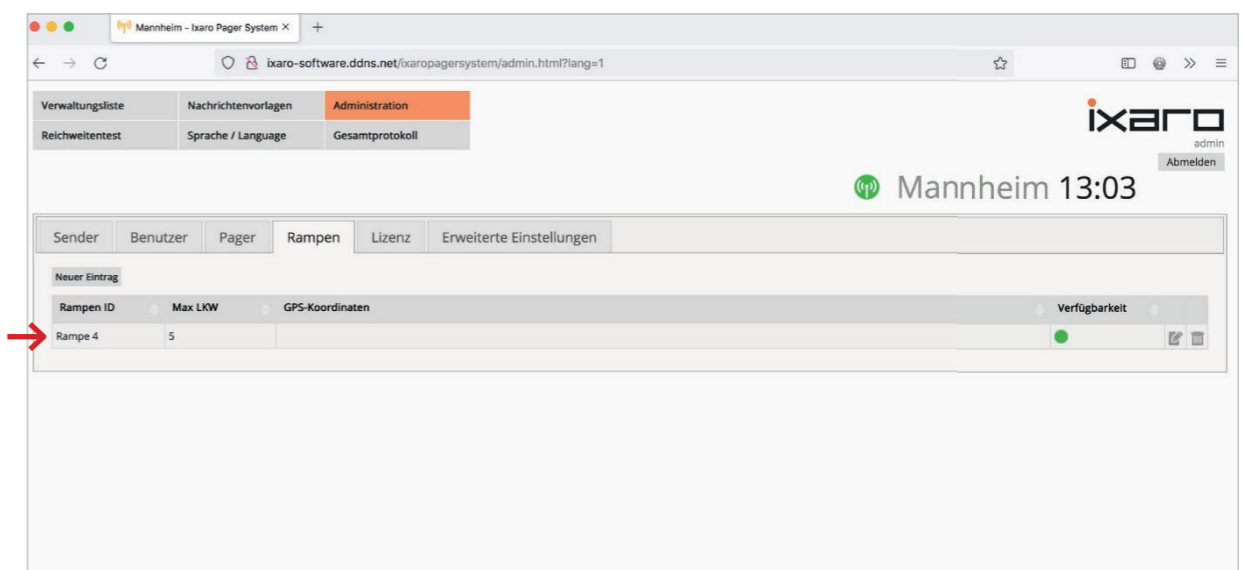 Mannheim - Ixaro Pager System
ixaro-software.ddns.net/ixaropagersystem/admin.html?lang=1
Verwaltungsliste Nachrichtenvorlagen Administration
Reichweitentest Sprache / Language Gesamtprotokoll
ixaro
admin
Abmelden
Mannheim 13:03
Sender Benutzer Pager Rampen Lizenz Erweiterte Einstellungen
Neuer Eintrag
Rampen ID Max LKW GPS-Koordinaten Verfügbarkeit
Rampe 4 5